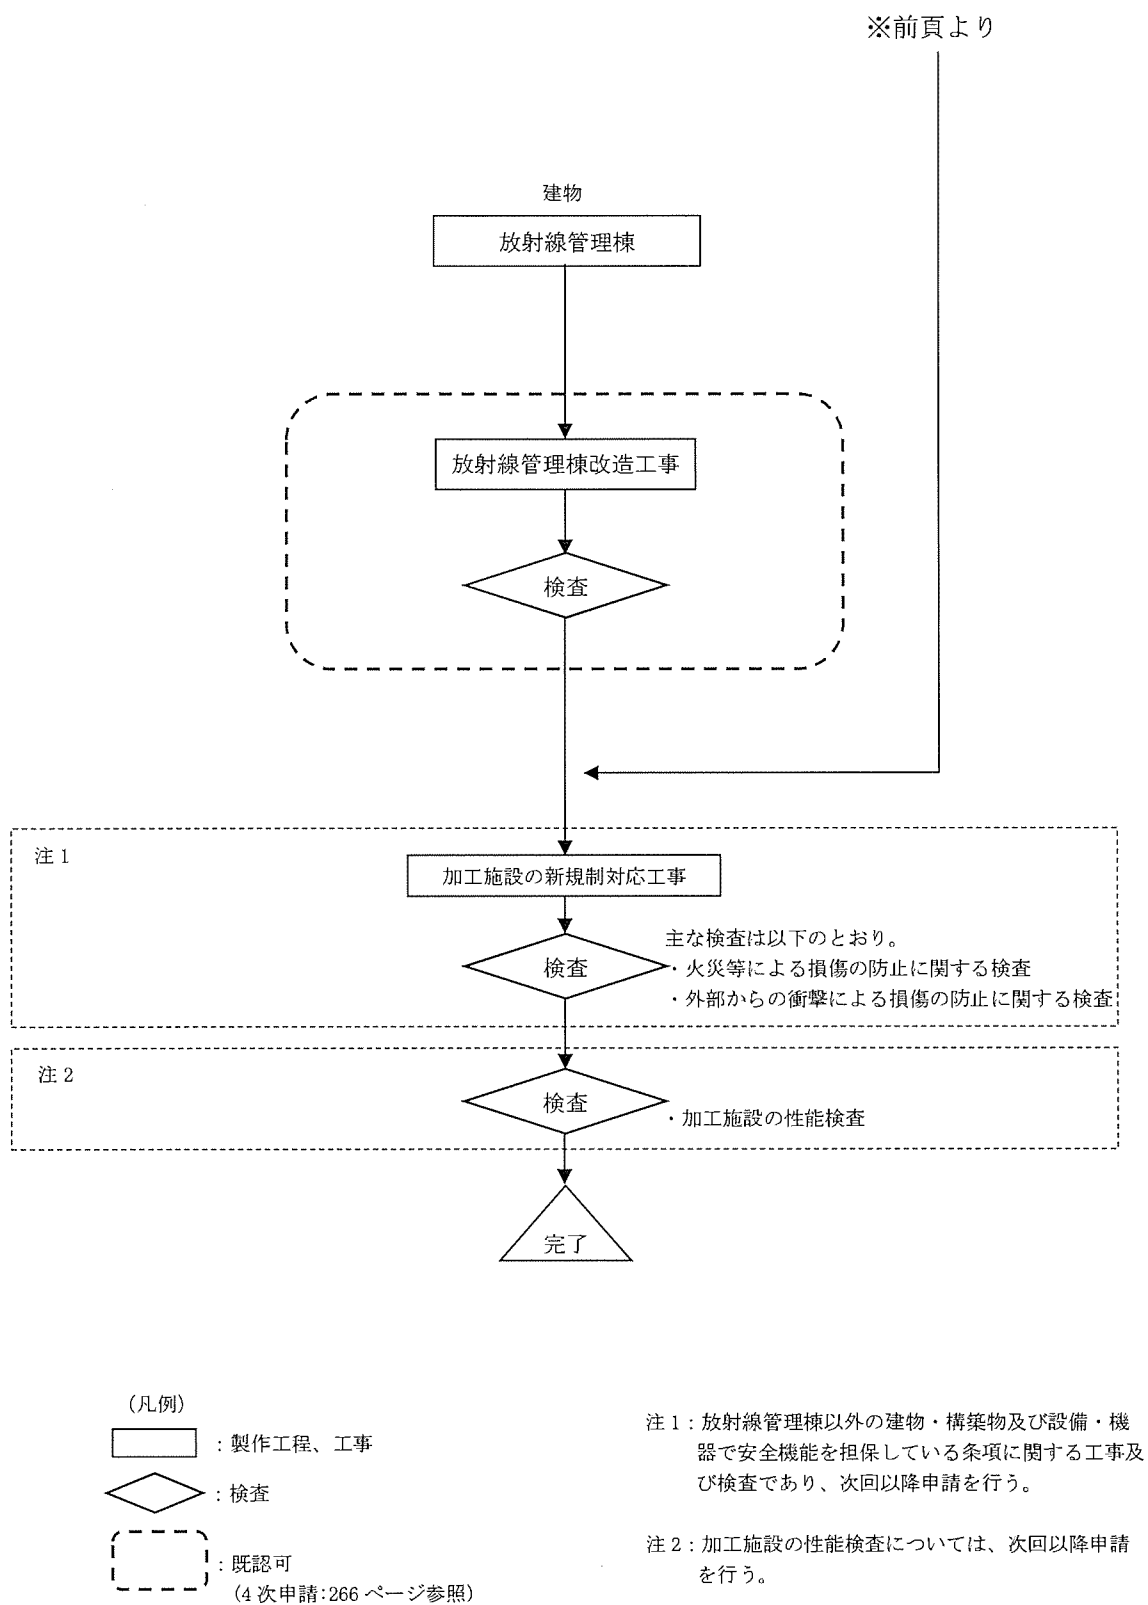 ※前頁より
建物
放射線管理棟
放射線管理棟改造工事
検査
注1
加工施設の新規制対応工事
検査
主な検査は以下のとおり。
・火災等による損傷の防止に関する検査
・外部からの衝撃による損傷の防止に関する検査
注2
検査
・加工施設の性能検査
完了
(凡例)
：製作工程、工事
：検査
：既認可
(4次申請:266ページ参照)
注1：放射線管理棟以外の建物・構築物及び設備・機
器で安全機能を担保している条項に関する工事及
び検査であり、次回以降申請を行う。
注2：加工施設の性能検査については、次回以降申請
を行う。